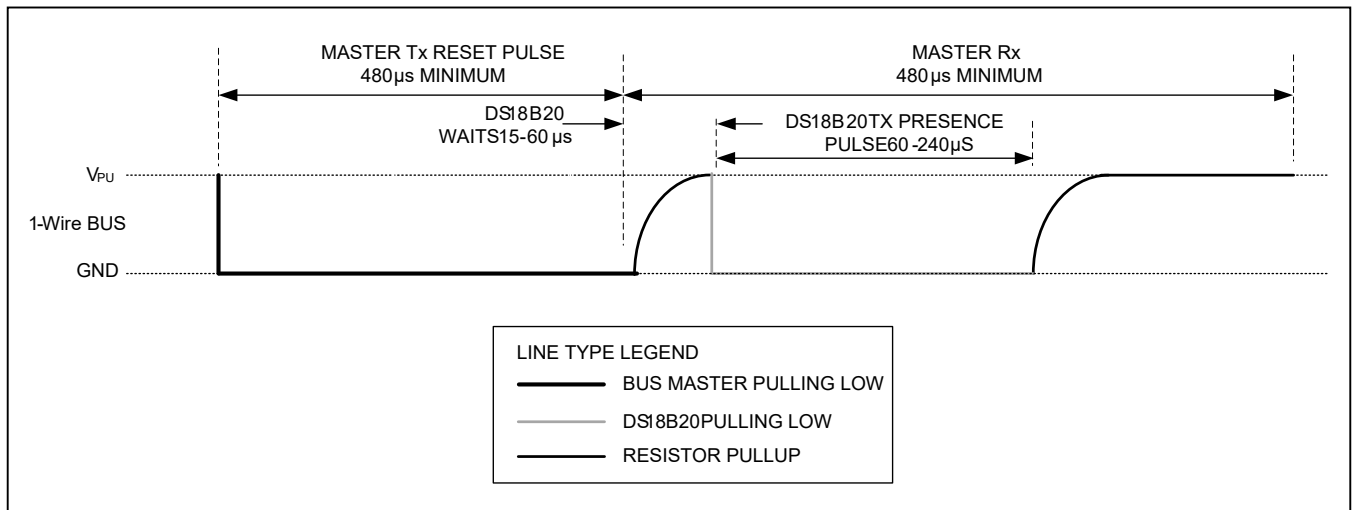 MASTER Tx RESET PULSE
480µs MINIMUM
MASTER Rx
480µs MINIMUM
DS18B20
WAITS15-60 µs
DS18B20TX PRESENCE
PULSE60-240µS
VPU
1-Wire BUS
GND
LINE TYPE LEGEND
BUS MASTER PULLING LOW
DS18B20PULLING LOW
RESISTOR PULLUP